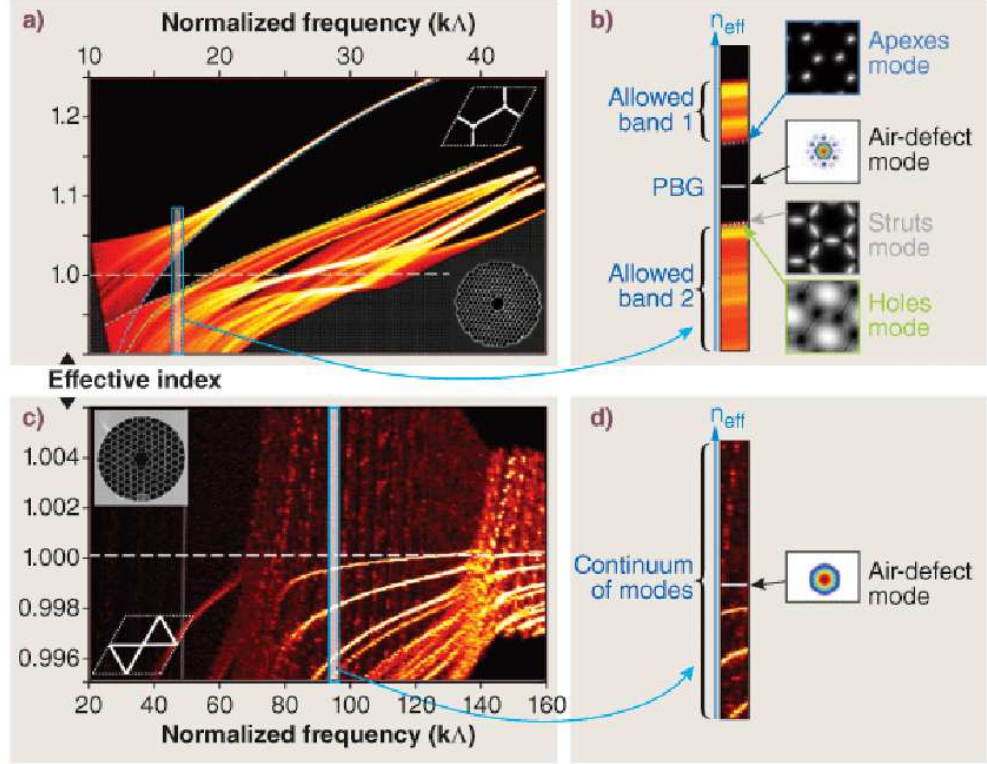 a) Normalized frequency (kΛ)
10 20 30 40
1.2
1.1
1.0
Effective index
b)
neff
Allowed
band 1
PBG
Allowed
band 2
Apexes
mode
Air-defect
mode
Struts
mode
Holes
mode
c)
1.004
1.002
1.000
0.998
0.996
20 40 60 80 100 120 140 160
Normalized frequency (kΛ)
d)
neff
Continuum
of modes
Air-defect
mode